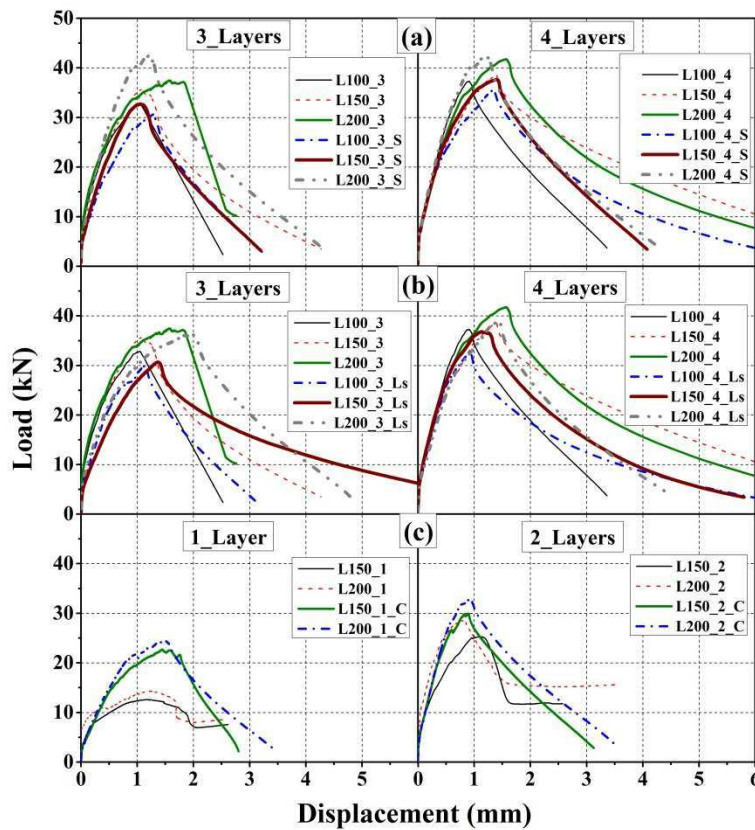 3_Layers
(a)
4_Layers
50
40
30
20
10
0
L100_3
L150_3
L200_3
L100_3_S
L150_3_S
L200_3_S
L100_4
L150_4
L200_4
L100_4_S
L150_4_S
L200_4_S
3_Layers
(b)
4_Layers
Load (kN)
40
30
20
10
0
L100_3
L150_3
L200_3
L100_3_Ls
L150_3_Ls
L200_3_Ls
L100_4
L150_4
L200_4
L100_4_Ls
L150_4_Ls
L200_4_Ls
1_Layer
(c)
2_Layers
40
30
20
10
0
L150_1
L200_1
L150_1_C
L200_1_C
L150_2
L200_2
L150_2_C
L200_2_C
0 1 2 3 4 5 0 1 2 3 4 5 6
Displacement (mm)